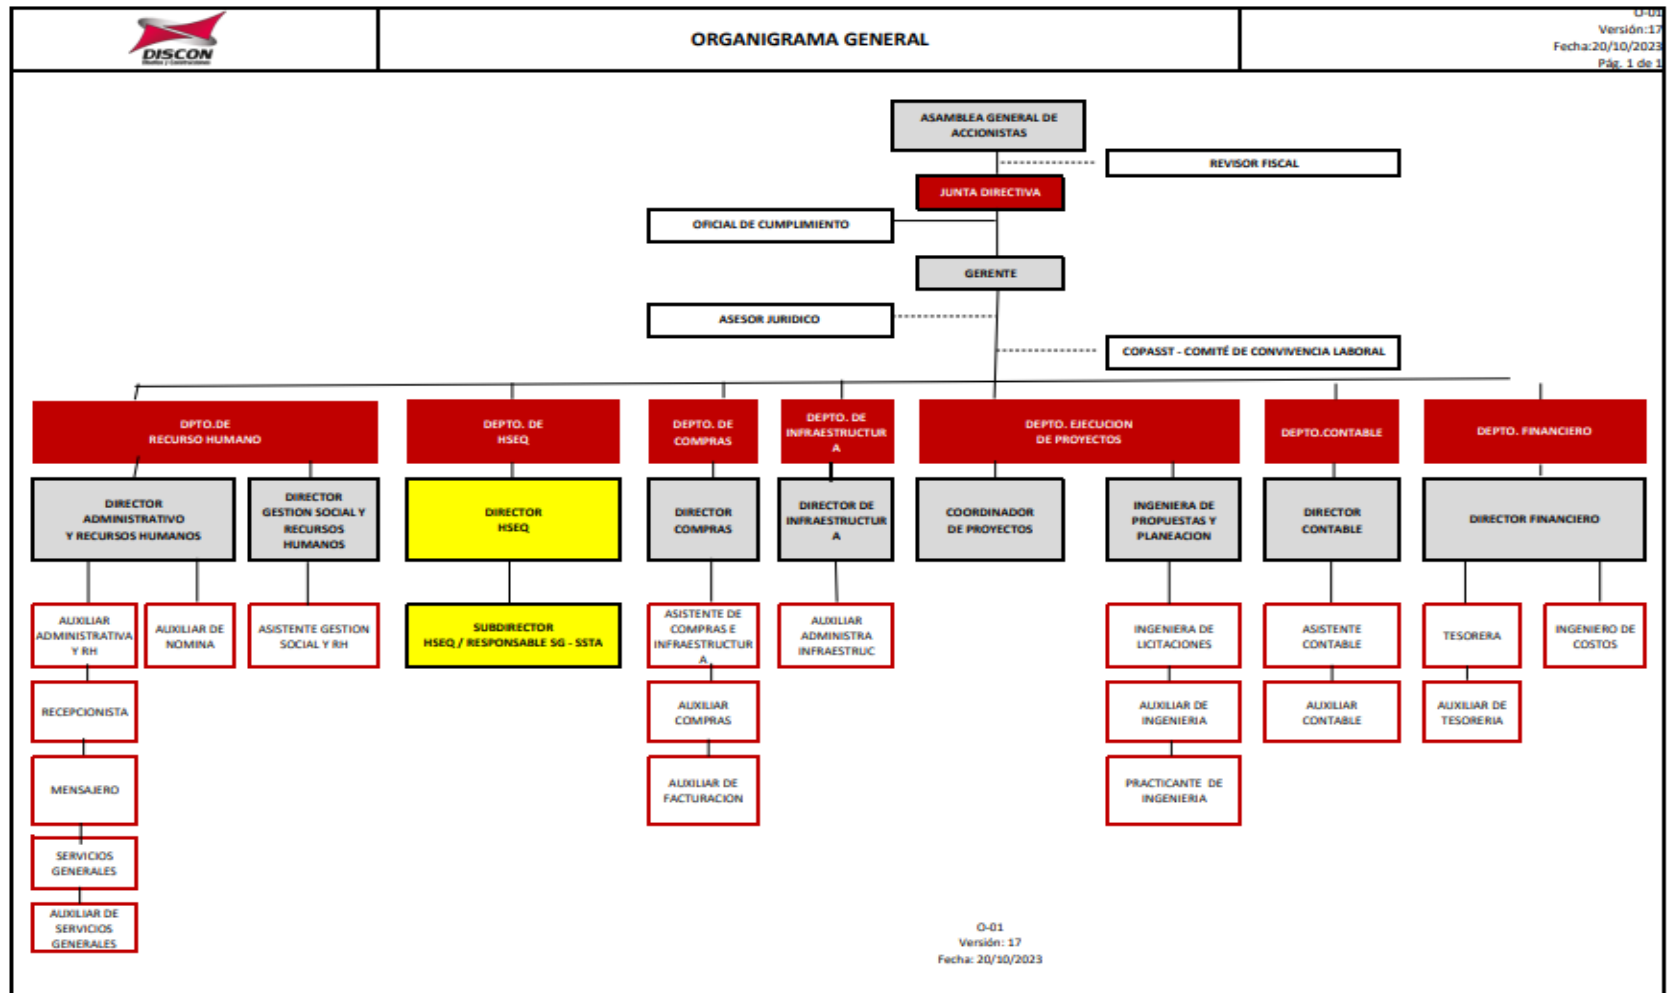 DISCON
ORGANIGRAMA GENERAL
O-01
Versión:17
Fecha:20/10/2023
Pág. 1 de 1
ASAMBLEA GENERAL DE
ACCIONISTAS
REVISOR FISCAL
JUNTA DIRECTIVA
OFICIAL DE CUMPLIMIENTO
GERENTE
ASESOR JURIDICO
COPASST - COMITÉ DE CONVIVENCIA LABORAL
DPTO.DE
RECURSO HUMANO
DEPTO. DE
HSEQ
DEPTO. DE
COMPRAS
DEPTO. DE
INFRAESTRUCTUR
A
DEPTO. EJECUCION
DE PROYECTOS
DEPTO.CONTABLE
DEPTO. FINANCIERO
DIRECTOR
ADMINISTRATIVO
Y RECURSOS HUMANOS
DIRECTOR
GESTION SOCIAL Y
RECURSOS
HUMANOS
DIRECTOR
HSEQ
DIRECTOR
COMPRAS
DIRECTOR DE
INFRAESTRUCTUR
A
COORDINADOR
DE PROYECTOS
INGENIERA DE
PROPUESTAS Y
PLANEACION
DIRECTOR
CONTABLE
DIRECTOR FINANCIERO
AUXILIAR
ADMINISTRATIVA
Y RH
AUXILIAR DE
NOMINA
ASISTENTE GESTION
SOCIAL Y RH
SUBDIRECTOR
HSEQ / RESPONSABLE SG - SSTA
ASISTENTE DE
COMPRAS E
INFRAESTRUCTUR
A
AUXILIAR
ADMINISTRA
INFRAESTRUC
INGENIERA DE
LICITACIONES
ASISTENTE
CONTABLE
TESORERA
INGENIERO DE
COSTOS
RECEPCIONISTA
AUXILIAR
COMPRAS
AUXILIAR DE
INGENIERIA
AUXILIAR
CONTABLE
AUXILIAR DE
TESORERIA
MENSAJERO
AUXILIAR DE
FACTURACION
PRACTICANTE DE
INGENIERIA
SERVICIOS
GENERALES
AUXILIAR DE
SERVICIOS
GENERALES
O-01
Versión: 17
Fecha: 20/10/2023